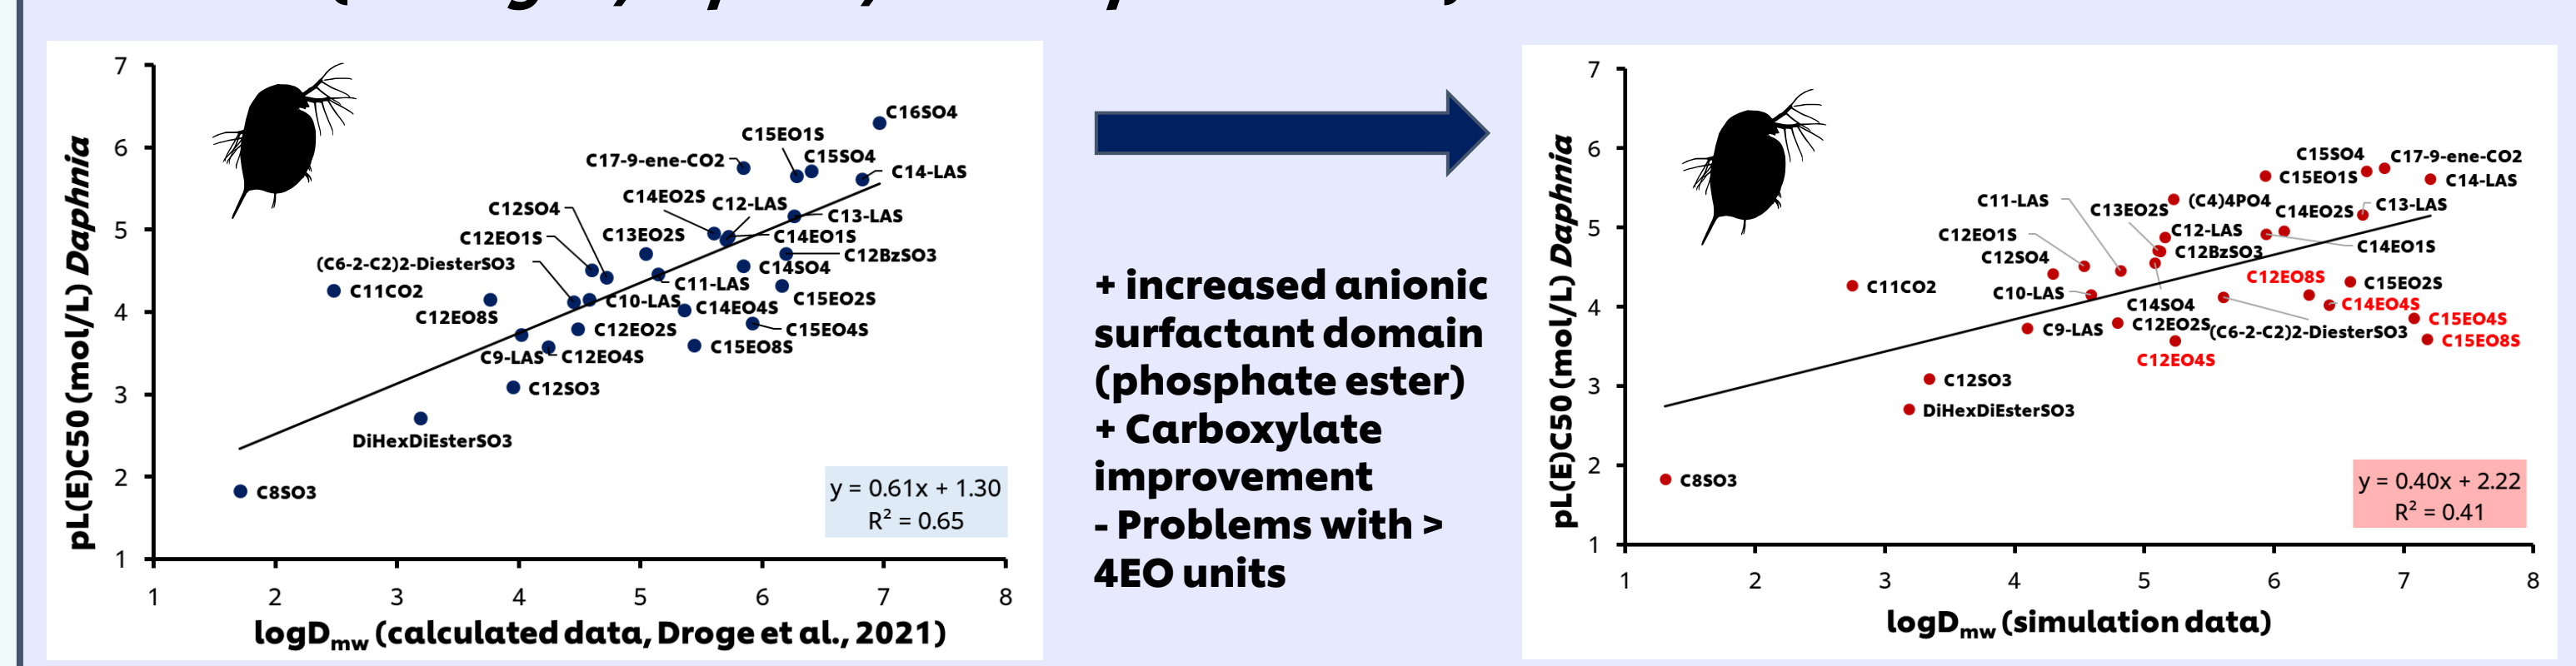 7
6
5
4
3
2
1
1
2
3
4
5
6
7
8
pL(E)C50 (mol/L) Daphnia
logDmw (calculated data, Droge et al., 2021)
C16SO4
C15EO1S
C15SO4
C17-9-ene-CO2
C14-LAS
C14EO2S
C12-LAS
C12SO4
C13-LAS
C12EO1S
C13EO2S
C14EO1S
C12BzSO3
(C6-2-C2)2-DiesterSO3
C14SO4
C11-LAS
C11CO2
C10-LAS
C15EO2S
C14EO4S
C12EO8S
C12EO2S
C15EO4S
C15EO8S
C9-LAS
C12EO4S
C12SO3
DiHexDiEsterSO3
C8SO3
y = 0.61x + 1.30
R² = 0.65
+ increased anionic
surfactant domain
(phosphate ester)
+ Carboxylate
improvement
- Problems with >
4EO units
7
6
5
4
3
2
1
1
2
3
4
5
6
7
8
pL(E)C50 (mol/L) Daphnia
logDmw (simulation data)
C15SO4
C17-9-ene-CO2
C15EO1S
C14-LAS
C11-LAS
(C4)4PO4
C13EO2S
C14EO2S
C13-LAS
C12EO1S
C12-LAS
C14EO1S
C12SO4
C12BzSO3
C12EO8S
C15EO2S
C11CO2
C10-LAS
C14SO4
C14EO4S
C9-LAS
C12EO2S
(C6-2-C2)2-DiesterSO3
C15EO4S
C15EO8S
C12EO4S
C12SO3
DiHexDiEsterSO3
C8SO3
y = 0.40x + 2.22
R² = 0.41